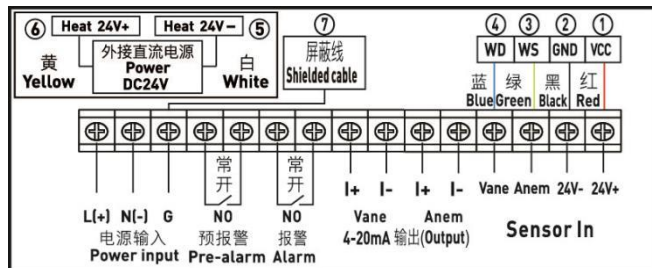 ⑥ Heat 24V+ Heat 24V− ⑤
外接直流电源
Power
DC24V
黄
Yellow
白
White
⑦
屏蔽线
Shielded cable
④ ③ ② ①
WD WS GND VCC
蓝 绿 黑 红
Blue Green Black Red
常开 常开
I+ I- I+ I- Vane Anem 24V- 24V+
L(+) N(-) G NO NO
电源输入 预报警 报警
Power input Pre-alarm Alarm
Vane Anem
4-20mA 输出(Output)
Sensor In